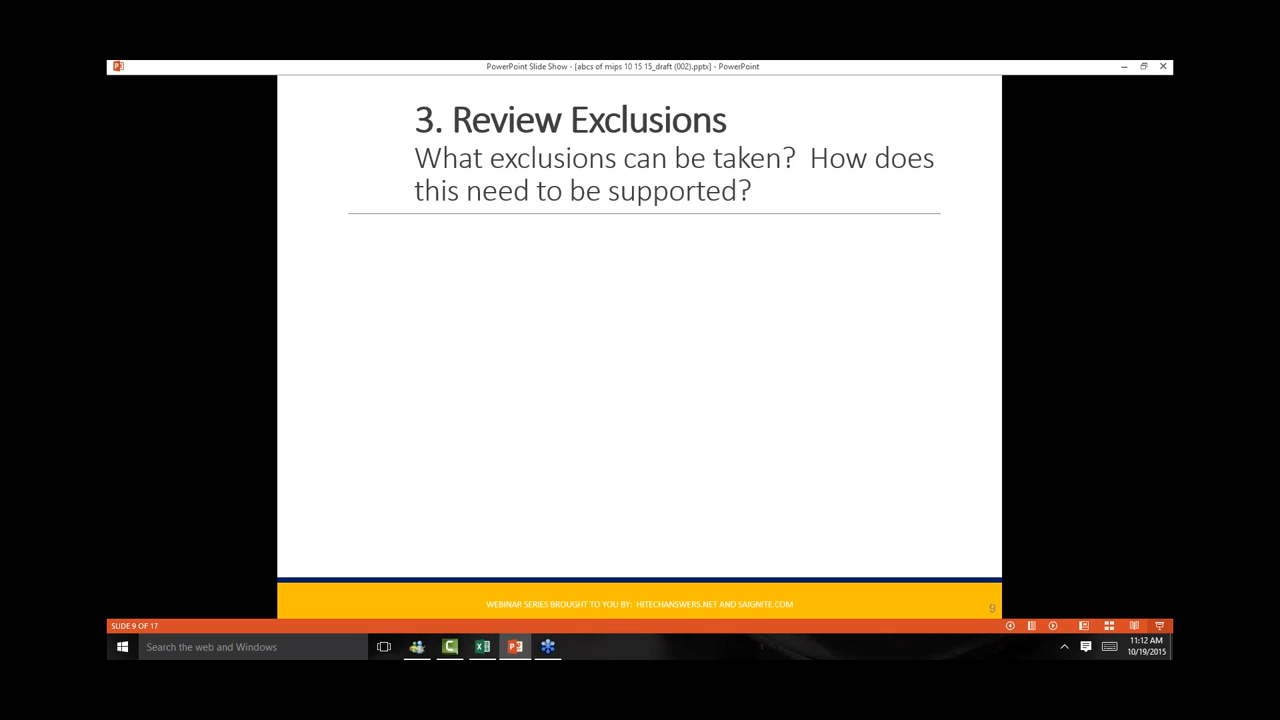 PowerPoint Slide Show - [abcs of mips 10 15 15_draft (002).pptx] - PowerPoint
3. Review Exclusions
What exclusions can be taken?  How does
this need to be supported?
WEBINAR SERIES BROUGHT TO YOU BY:  HITECHANSWERS.NET AND SAIGNITE.COM
9
SLIDE 9 OF 17
Search the web and Windows
11:12 AM
10/19/2015